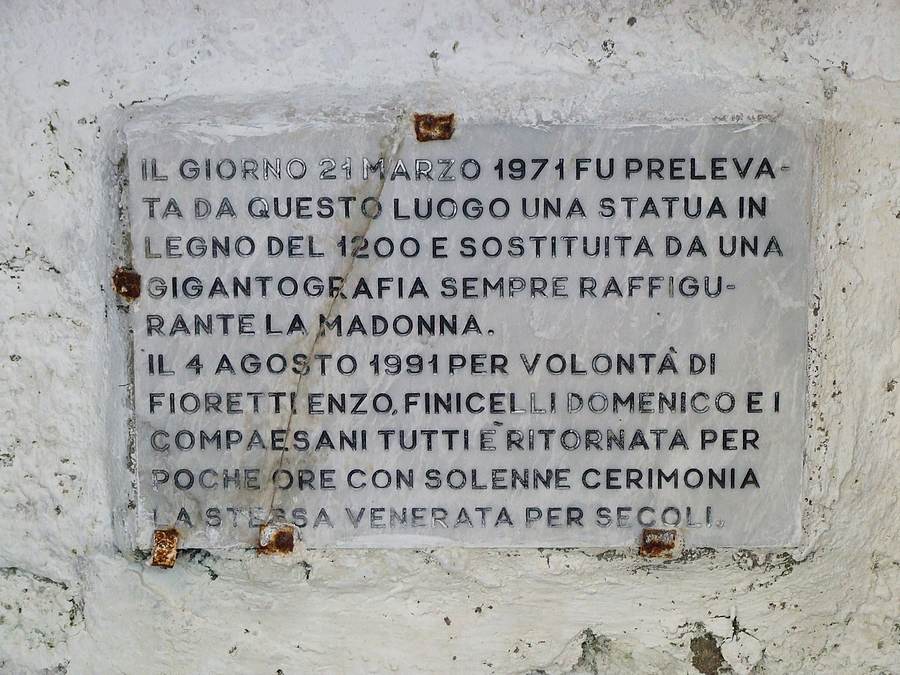 IL GIORNO 21 MARZO 1971 FU PRELEVA-
TA DA QUESTO LUOGO UNA STATUA IN
LEGNO DEL 1200 E SOSTITUITA DA UNA
GIGANTOGRAFIA SEMPRE RAFFIGU-
RANTE LA MADONNA.
IL 4 AGOSTO 1991 PER VOLONTÀ DI
FIORETTI ENZO, FINICELLI DOMENICO E I
COMPAESANI TUTTI È RITORNATA PER
POCHE ORE CON SOLENNE CERIMONIA
LA STESSA VENERATA PER SECOLI.